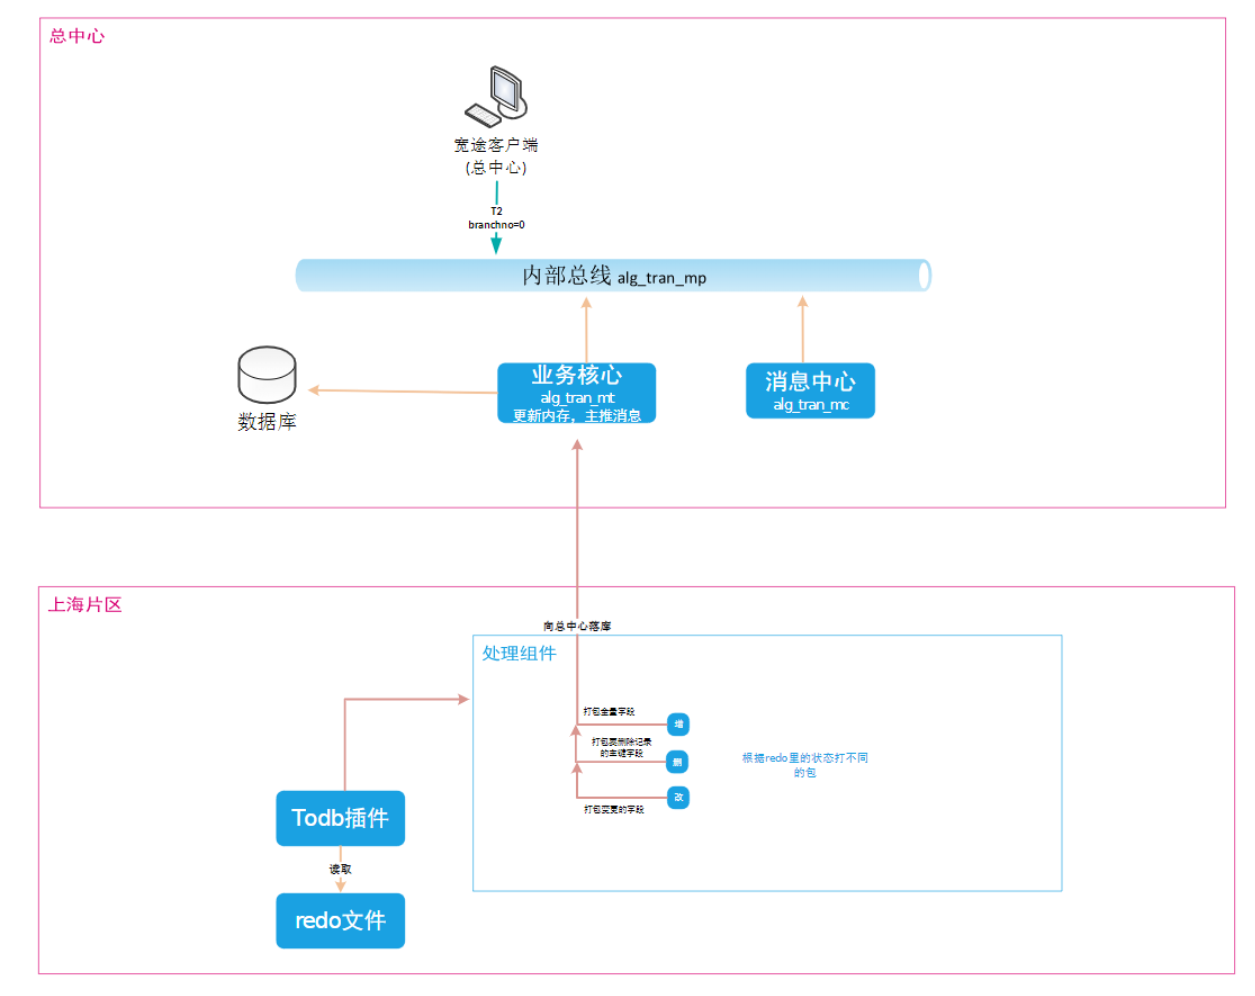 总中心
宽途客户端
(总中心)
T2
branchno=0
内部总线 alg_tran_mp
业务核心
alg_tran_mt
更新内存，主推消息
消息中心
alg_tran_mc
数据库
上海片区
向总中心落库
处理组件
打包全量字段
增
打包要删除记录
的主键字段
删
根据redo里的状态打不同
的包
改
打包变更的字段
Todb插件
读取
redo文件